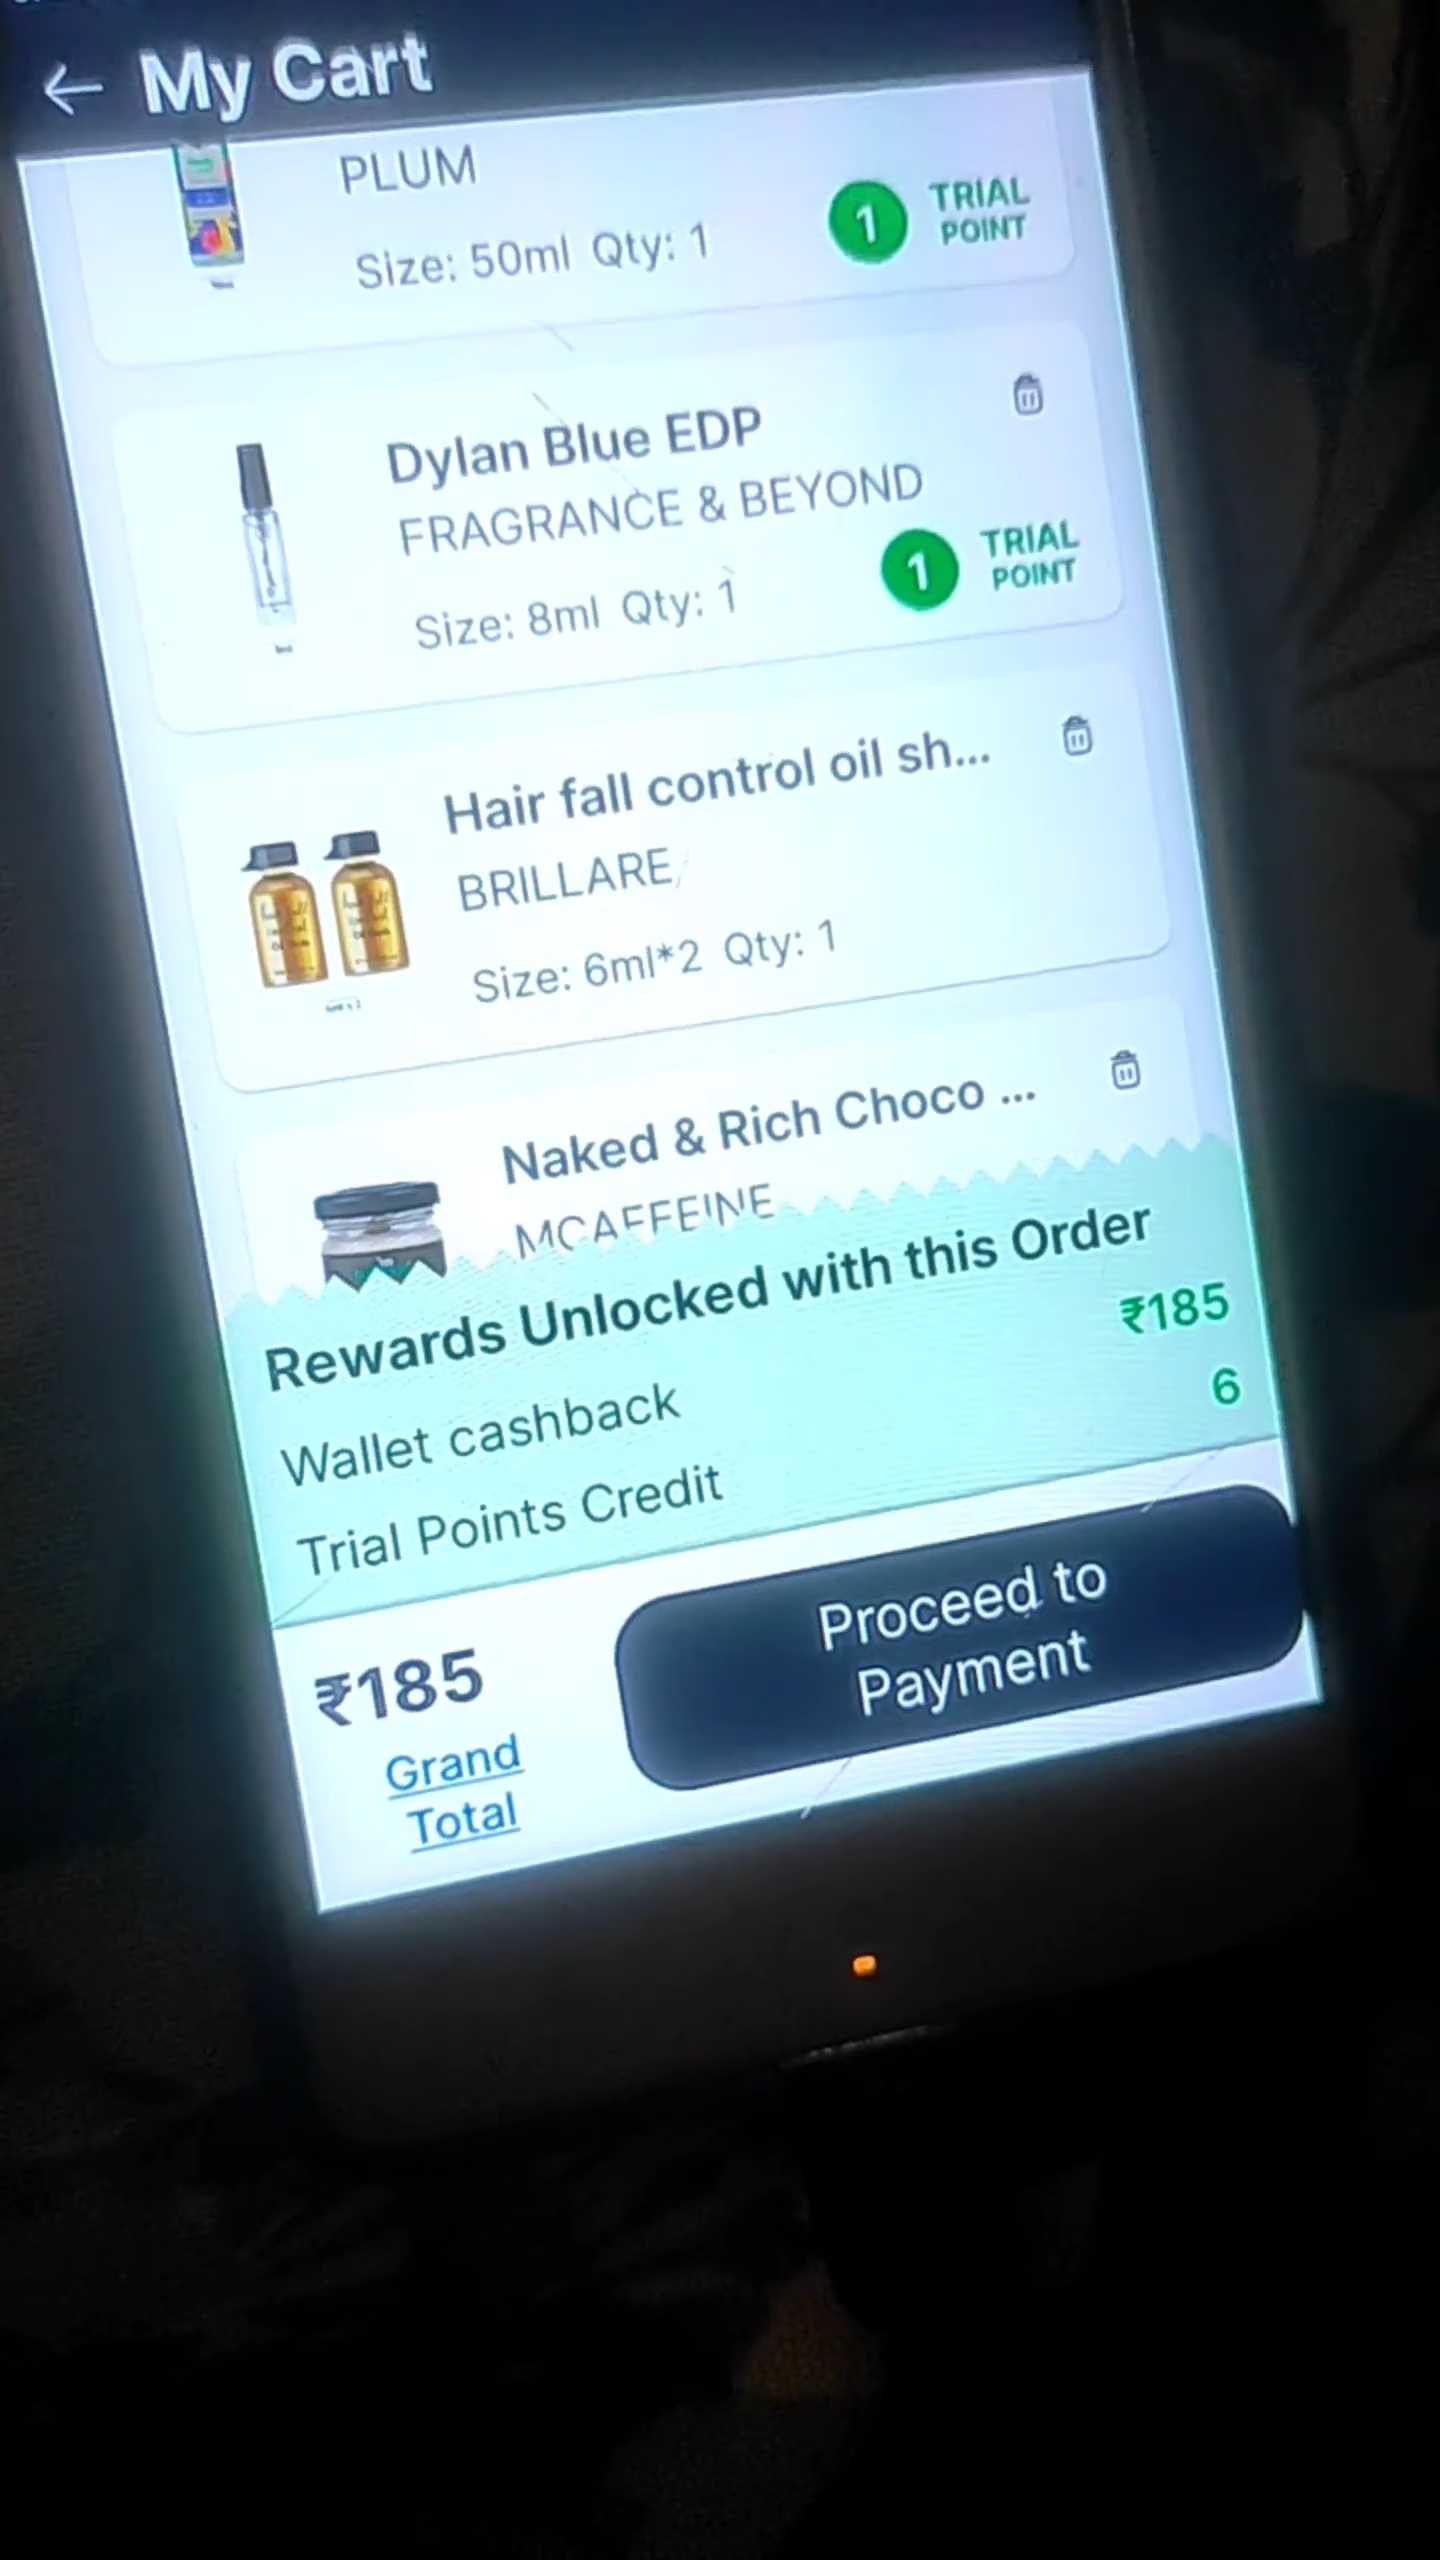 ← My Cart
PLUM
Size: 50ml Qty: 1
1 TRIAL
POINT
Dylan Blue EDP
FRAGRANCE & BEYOND
Size: 8ml Qty: 1
1 TRIAL
POINT
Hair fall control oil sh...
BRILLARE
Size: 6ml*2 Qty: 1
Naked & Rich Choco ...
MCAFFEINE
Rewards Unlocked with this Order
Wallet cashback ₹185
Trial Points Credit 6
₹185
Grand
Total
Proceed to
Payment